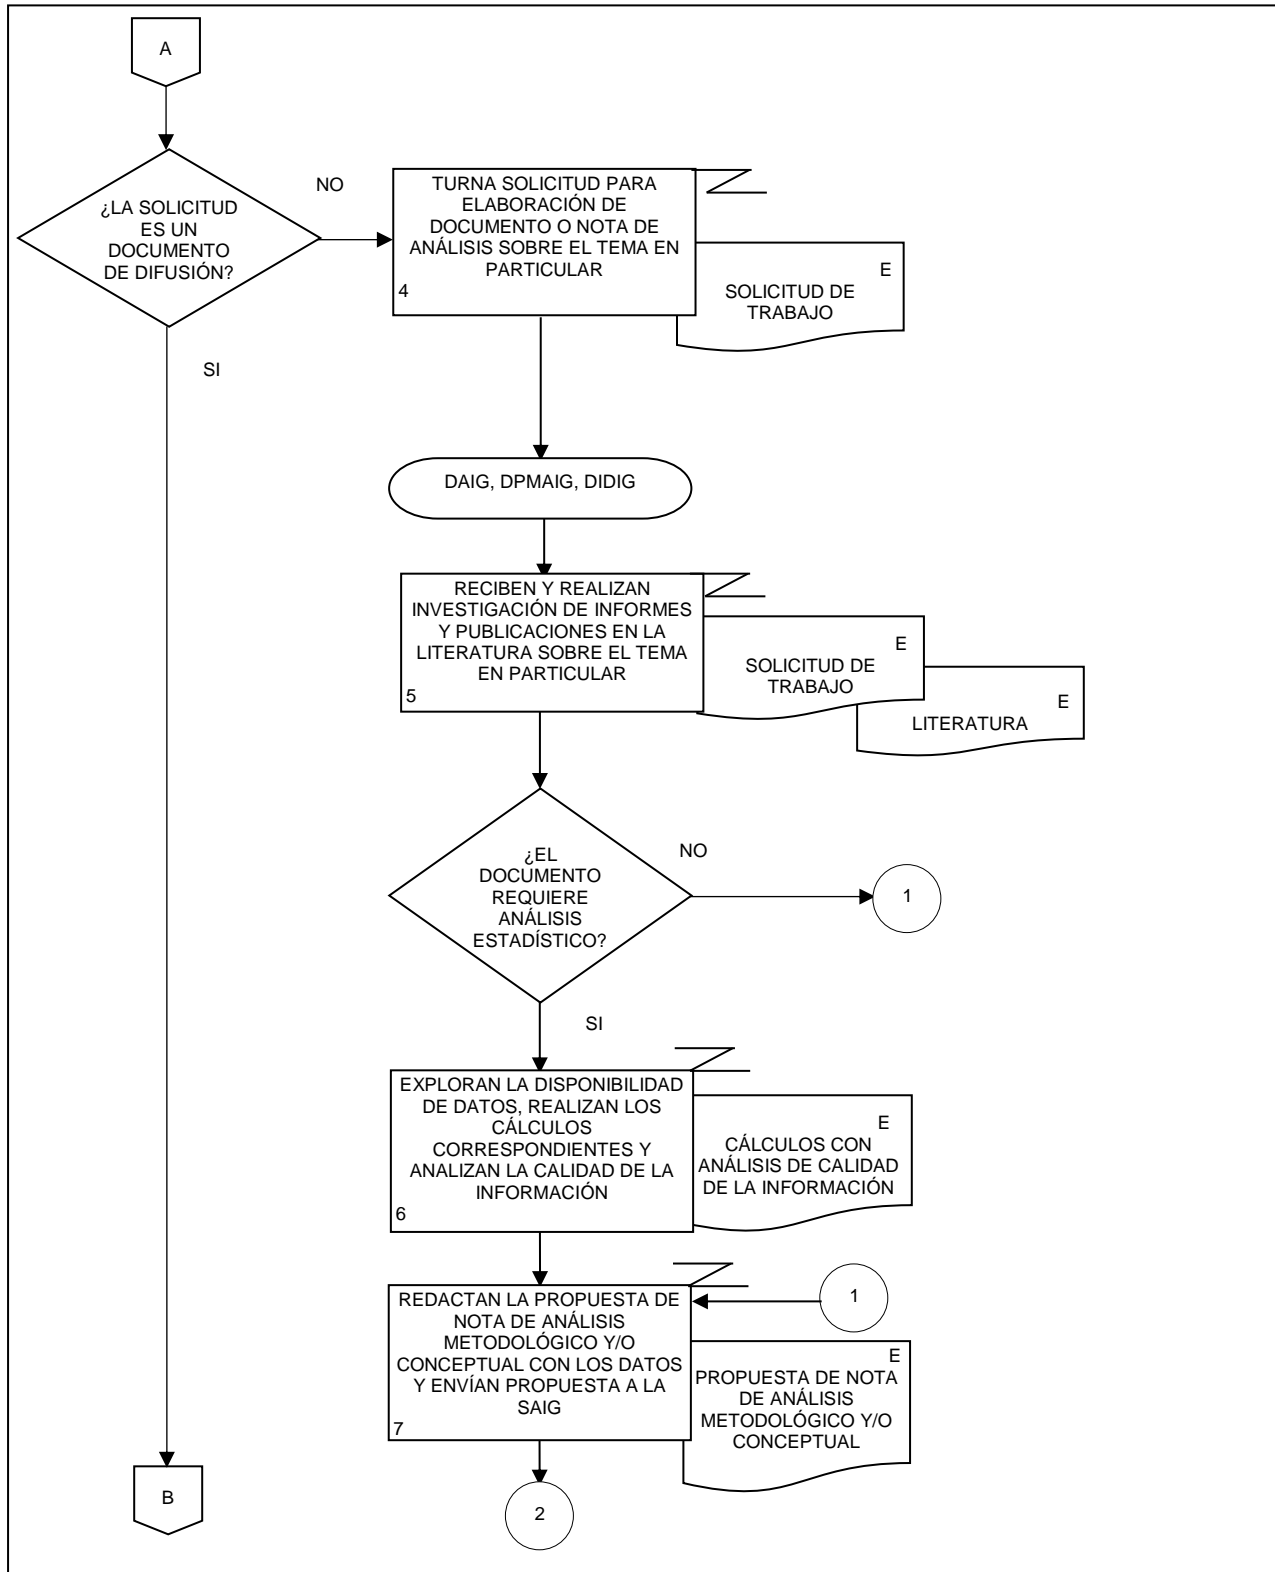 A
¿LA SOLICITUD
ES UN
DOCUMENTO
DE DIFUSIÓN?
NO
SI
TURNA SOLICITUD PARA
ELABORACIÓN DE
DOCUMENTO O NOTA DE
ANÁLISIS SOBRE EL TEMA EN
PARTICULAR
4
E
SOLICITUD DE
TRABAJO
DAIG, DPMAIG, DIDIG
RECIBEN Y REALIZAN
INVESTIGACIÓN DE INFORMES
Y PUBLICACIONES EN LA
LITERATURA SOBRE EL TEMA
EN PARTICULAR
5
E
SOLICITUD DE
TRABAJO
E
LITERATURA
¿EL
DOCUMENTO
REQUIERE
ANÁLISIS
ESTADÍSTICO?
NO
1
SI
EXPLORAN LA DISPONIBILIDAD
DE DATOS, REALIZAN LOS
CÁLCULOS
CORRESPONDIENTES Y
ANALIZAN LA CALIDAD DE LA
INFORMACIÓN
6
E
CÁLCULOS CON
ANÁLISIS DE CALIDAD
DE LA INFORMACIÓN
1
REDACTAN LA PROPUESTA DE
NOTA DE ANÁLISIS
METODOLÓGICO Y/O
CONCEPTUAL CON LOS DATOS
Y ENVÍAN PROPUESTA A LA
SAIG
7
E
PROPUESTA DE NOTA
DE ANÁLISIS
METODOLÓGICO Y/O
CONCEPTUAL
B
2